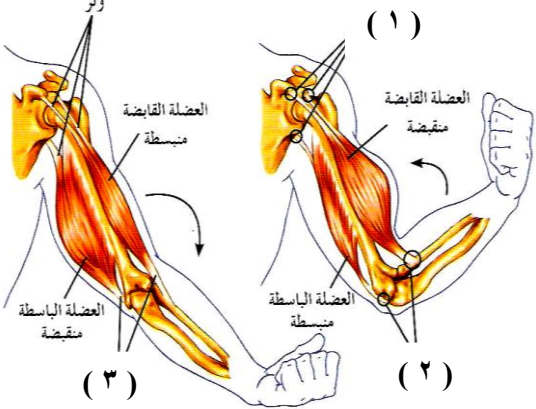 وتر
( ١ )
العضلة القابضة
منبسطة
العضلة القابضة
منقبضة
العضلة الباسطة
منقبضة
العضلة الباسطة
منبسطة
( ٣ )
( ٢ )